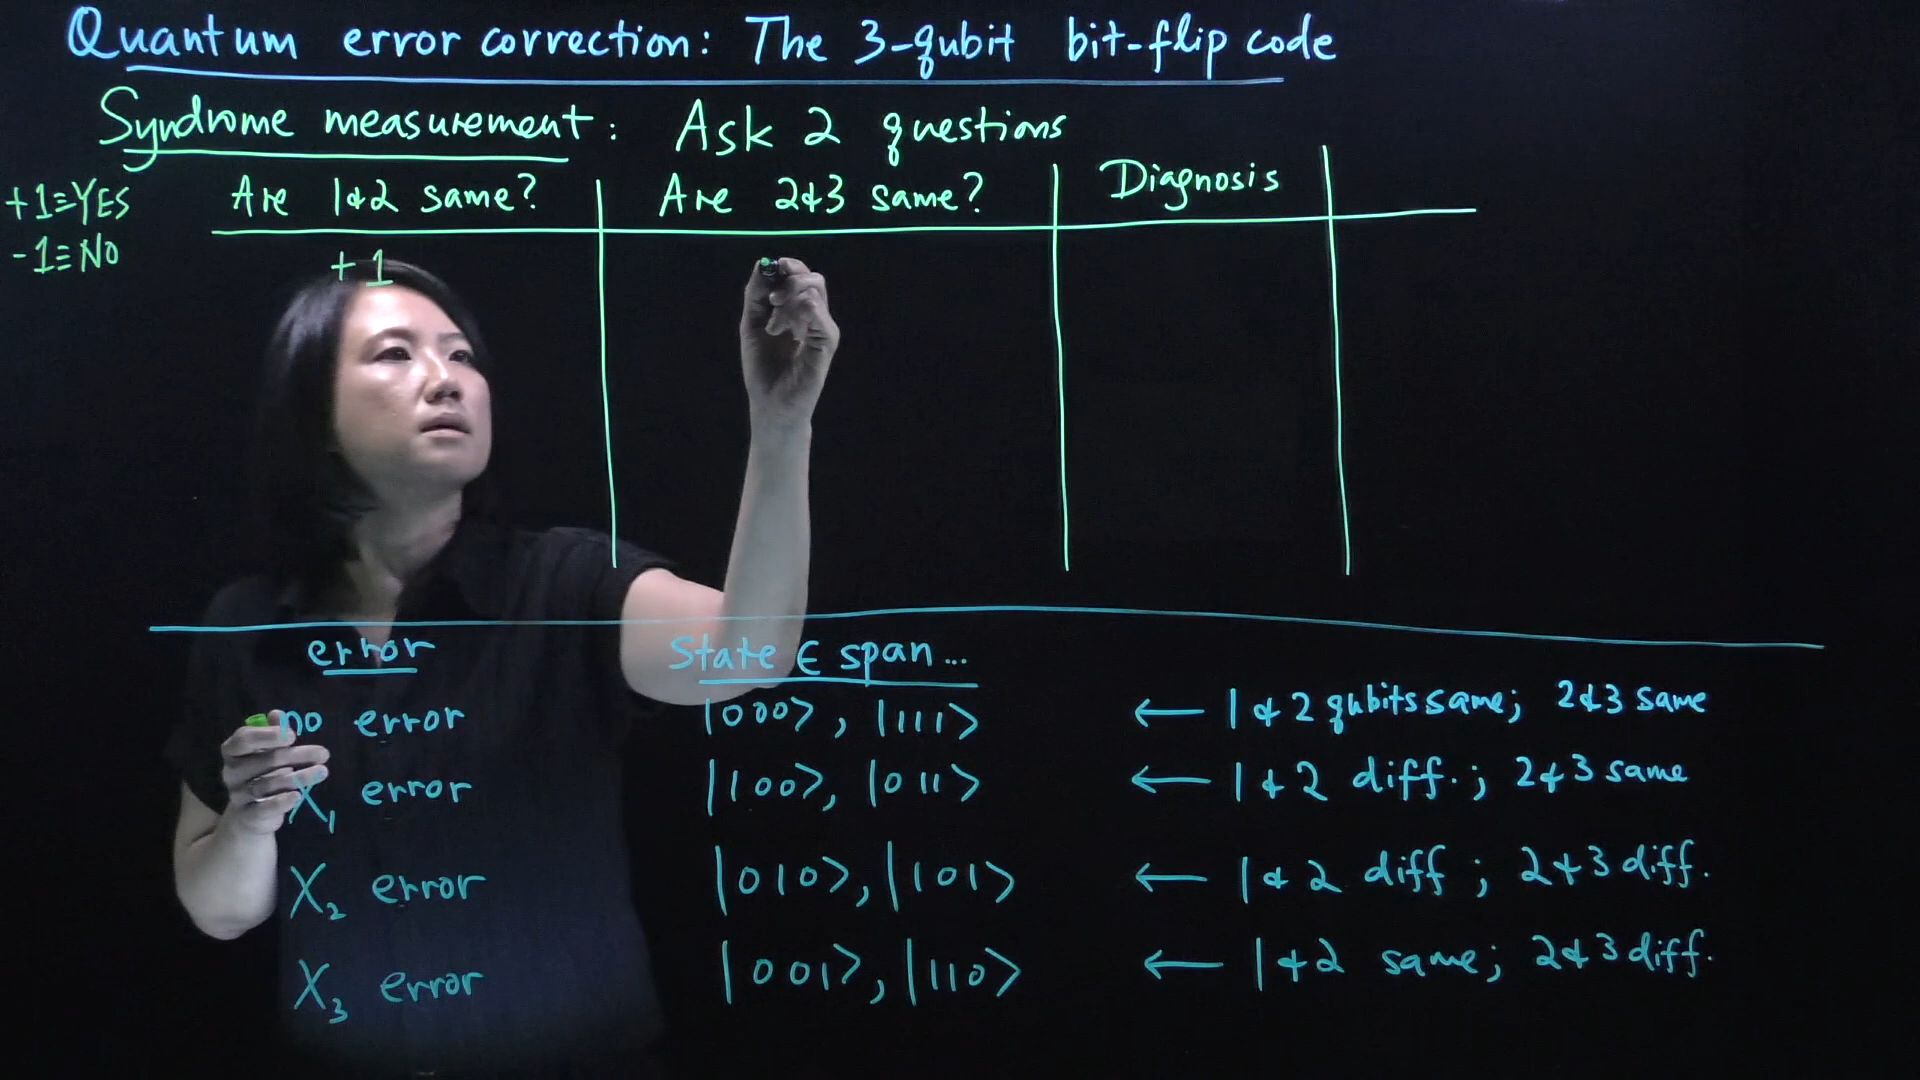 Quantum error correction: The 3-qubit bit-flip code
Syndrome measurement: Ask 2 questions
+1≡YES
-1≡NO
Are 1&2 same? Are 2&3 same? Diagnosis
+1
error State ∈ span...
no error |000⟩, |111⟩ ← 1 & 2 qubits same; 2&3 same
X₁ error |100⟩, |011⟩ ← 1 & 2 diff.; 2&3 same
X₂ error |010⟩, |101⟩ ← 1 & 2 diff; 2&3 diff.
X₃ error |001⟩, |110⟩ ← 1 & 2 same; 2&3 diff.